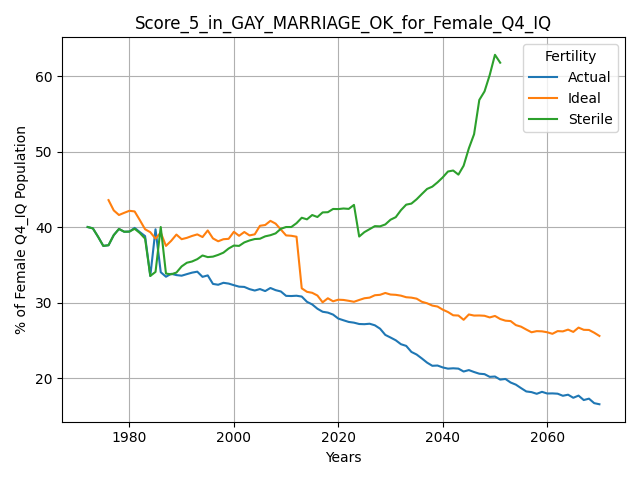 Score_5_in_GAY_MARRIAGE_OK_for_Female_Q4_IQ
% of Female Q4_IQ Population
60
50
40
30
20
Fertility
Actual
Ideal
Sterile
1980 2000 2020 2040 2060
Years